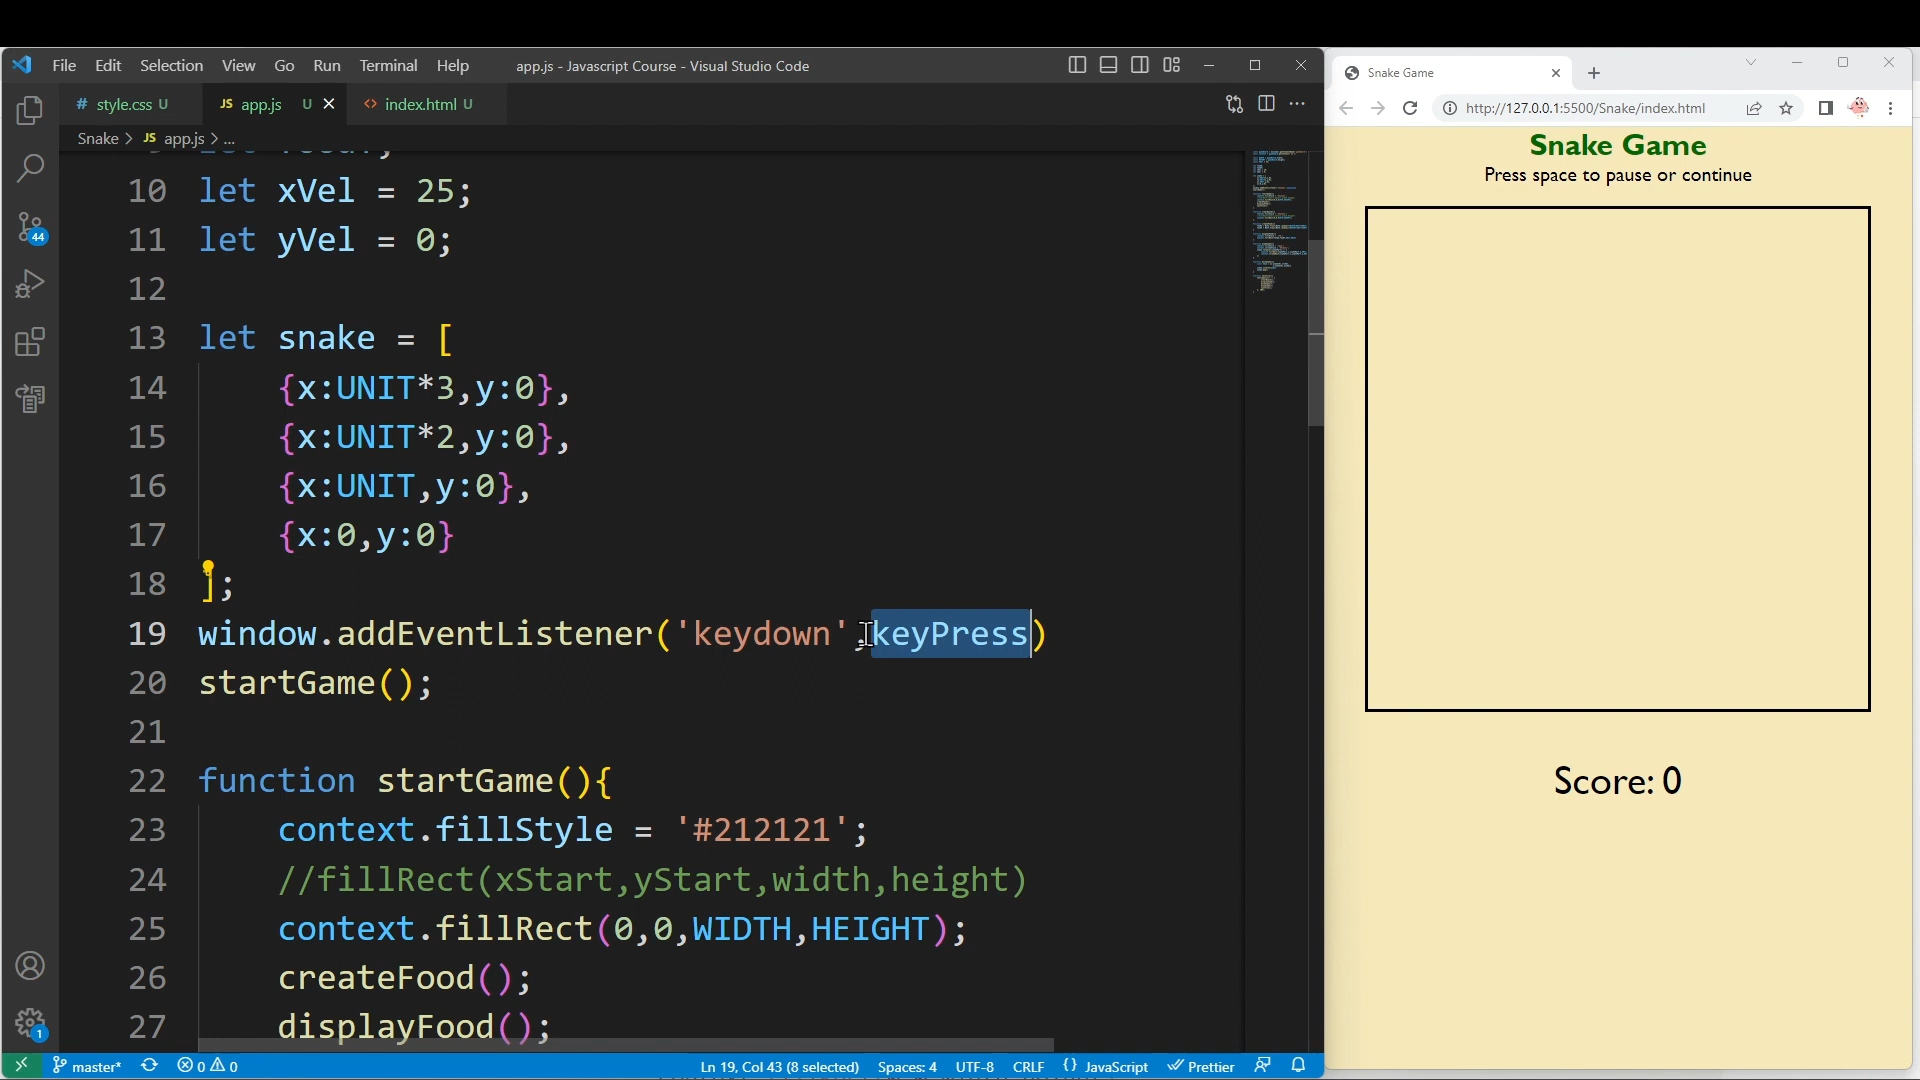 File Edit Selection View Go Run Terminal Help app.js - Javascript Course - Visual Studio Code
# style.css U JS app.js U <> index.html U
Snake > JS app.js > ...
10 let xVel = 25;
11 let yVel = 0;
12
13 let snake = [
14 {x:UNIT*3,y:0},
15 {x:UNIT*2,y:0},
16 {x:UNIT,y:0},
17 {x:0,y:0}
18 ];
19 window.addEventListener('keydown',keyPress)
20 startGame();
21
22 function startGame(){
23 context.fillStyle = '#212121';
24 //fillRect(xStart,yStart,width,height)
25 context.fillRect(0,0,WIDTH,HEIGHT);
26 createFood();
27 displayFood();
44
1
master* 0 0 Ln 19, Col 43 (8 selected) Spaces: 4 UTF-8 CRLF {} JavaScript Prettier
Snake Game
http://127.0.0.1:5500/Snake/index.html
Snake Game
Press space to pause or continue
Score: 0